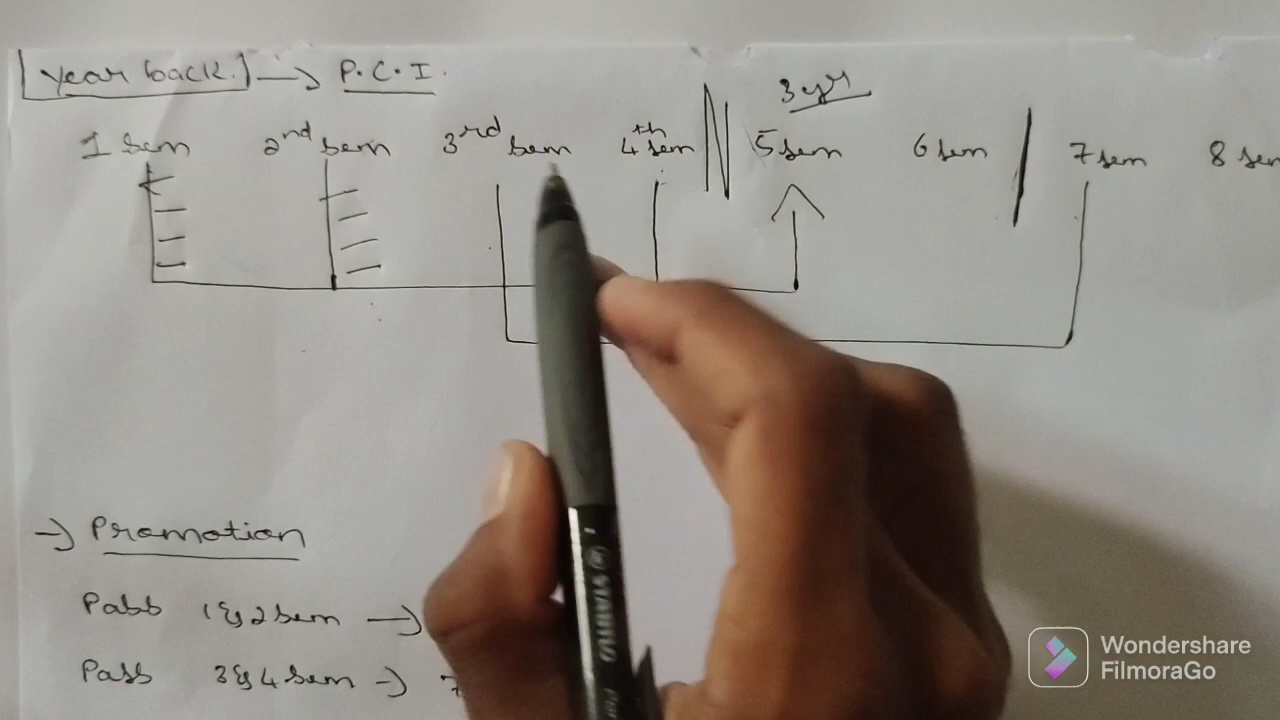 Year back. → P.C.I.
3 yr
1 Sem 2nd sem 3rd sem 4th sem 5 sem 6 sem 7 sem 8 sem
→ Promotion
Pass 1 & 2 sem →
Pass 3 & 4 sem → 7
STABILO
Wondershare
FilmoraGo